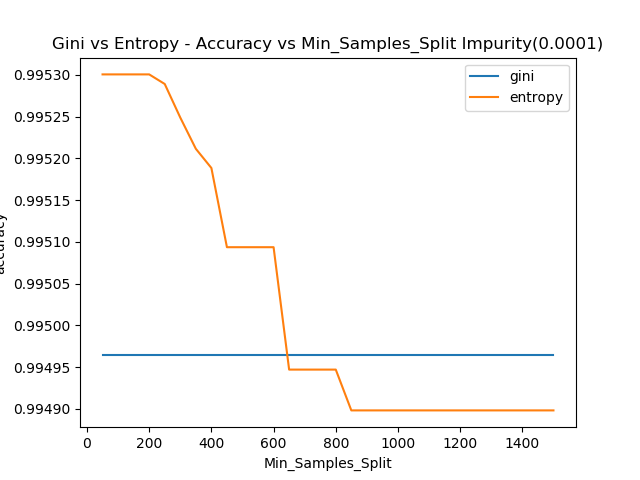 Gini vs Entropy - Accuracy vs Min_Samples_Split Impurity(0.0001)
gini
entropy
0.99530
0.99525
0.99520
0.99515
0.99510
0.99505
0.99500
0.99495
0.99490
accuracy
0 200 400 600 800 1000 1200 1400
Min_Samples_Split